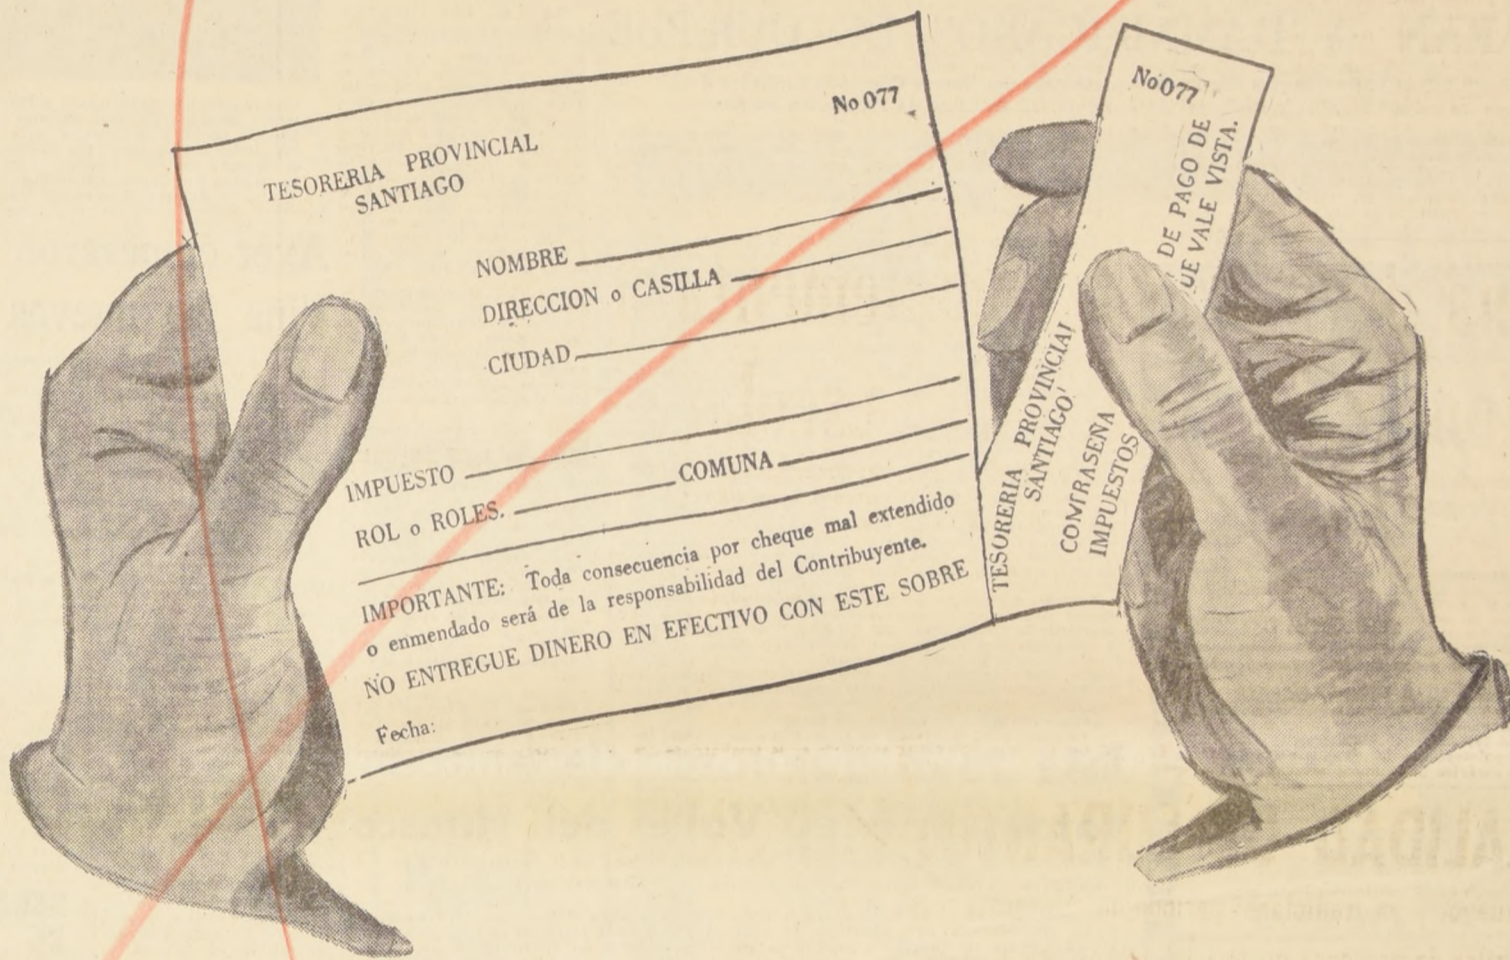 No 077
TESORERIA PROVINCIAL
SANTIAGO
NOMBRE
DIRECCION o CASILLA
CIUDAD
IMPUESTO
ROL o ROLES. COMUNA
IMPORTANTE: Toda consecuencia por cheque mal extendido
o enmendado será de la responsabilidad del Contribuyente.
NO ENTREGUE DINERO EN EFECTIVO CON ESTE SOBRE
Fecha:
No 077
TESORERIA PROVINCIAL
SANTIAGO
CONTRASEÑA DE PAGO DE
IMPUESTOS VALE VISTA.